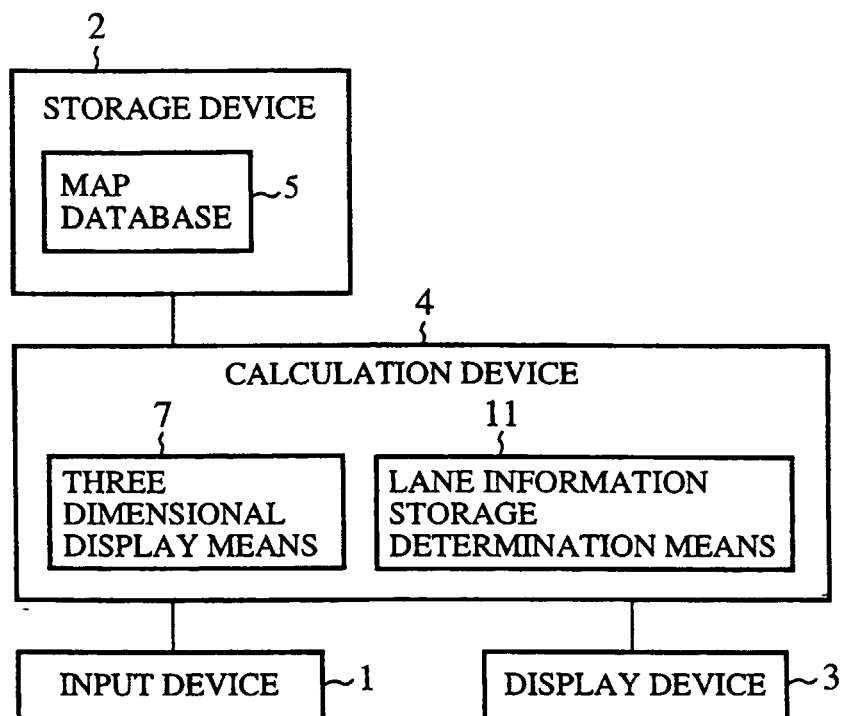 2
STORAGE DEVICE
MAP
DATABASE
5
4
CALCULATION DEVICE
7
THREE
DIMENSIONAL
DISPLAY MEANS
11
LANE INFORMATION
STORAGE
DETERMINATION MEANS
INPUT DEVICE
1
DISPLAY DEVICE
3